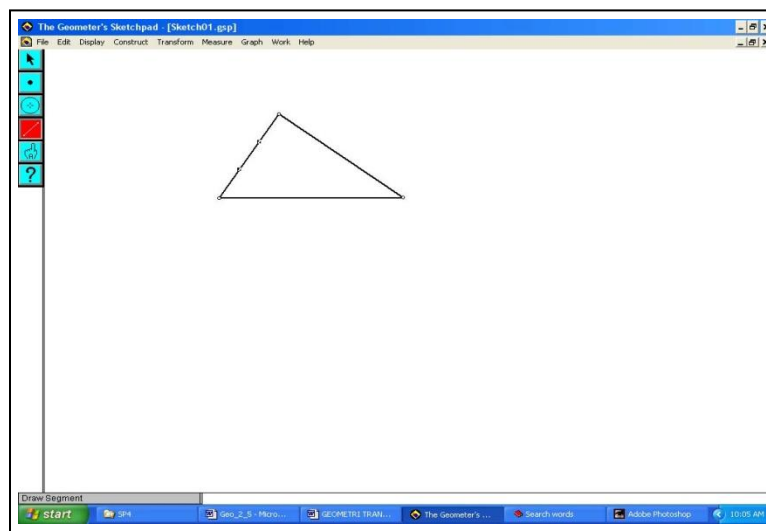 The Geometer's Sketchpad - [Sketch01.gsp]
File Edit Display Construct Transform Measure Graph Work Help
A
?
Draw Segment
start SP4 Geo_2_5 - Micro... GEOMETRI TRAN... The Geometer's ... Search words Adobe Photoshop 10:05 AM